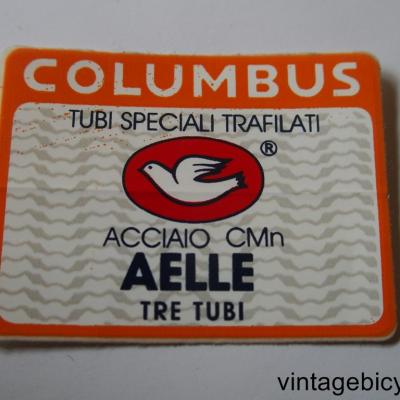 COLUMBUS
TUBI SPECIALI TRAFILATI
®
ACCIAIO CMn
AELLE
TRE TUBI
vintagebicy